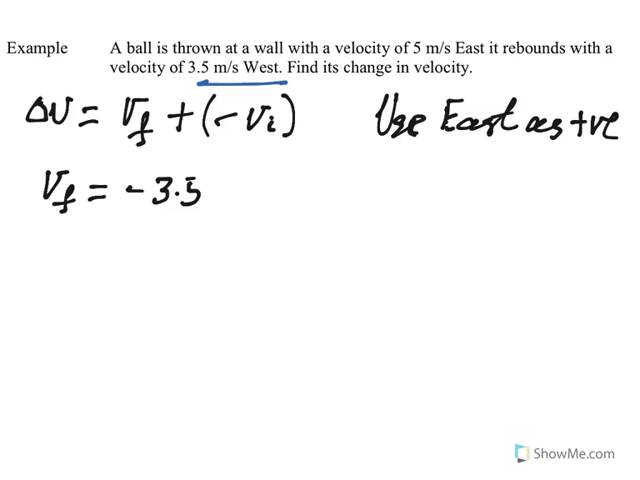 Example A ball is thrown at a wall with a velocity of 5 m/s East it rebounds with a
velocity of 3.5 m/s West. Find its change in velocity.
ΔV = Vf + (-Vi) Use East as +ve
Vf = -3.5
ShowMe.com